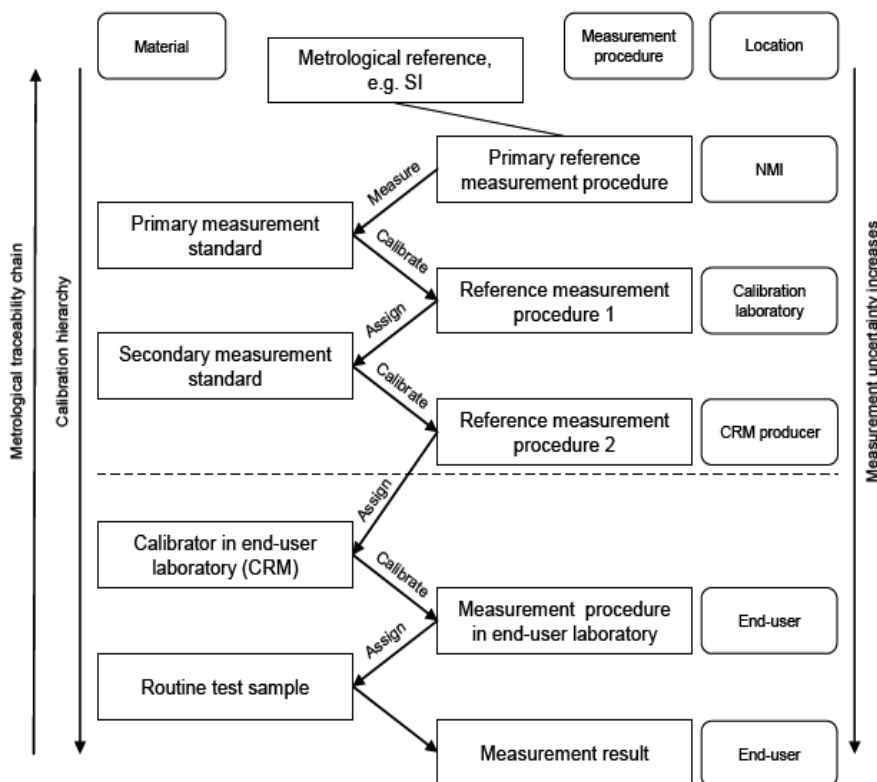 Material
Metrological reference,
e.g. SI
Measurement
procedure
Location
Primary reference
measurement procedure
NMI
Measure
Primary measurement
standard
Calibrate
Reference measurement
procedure 1
Calibration
laboratory
Assign
Secondary measurement
standard
Calibrate
Reference measurement
procedure 2
CRM producer
Assign
Calibrator in end-user
laboratory (CRM)
Calibrate
Measurement procedure
in end-user laboratory
End-user
Assign
Routine test sample
Measurement result
End-user
Metrological traceability chain
Calibration hierarchy
Measurement uncertainty increases